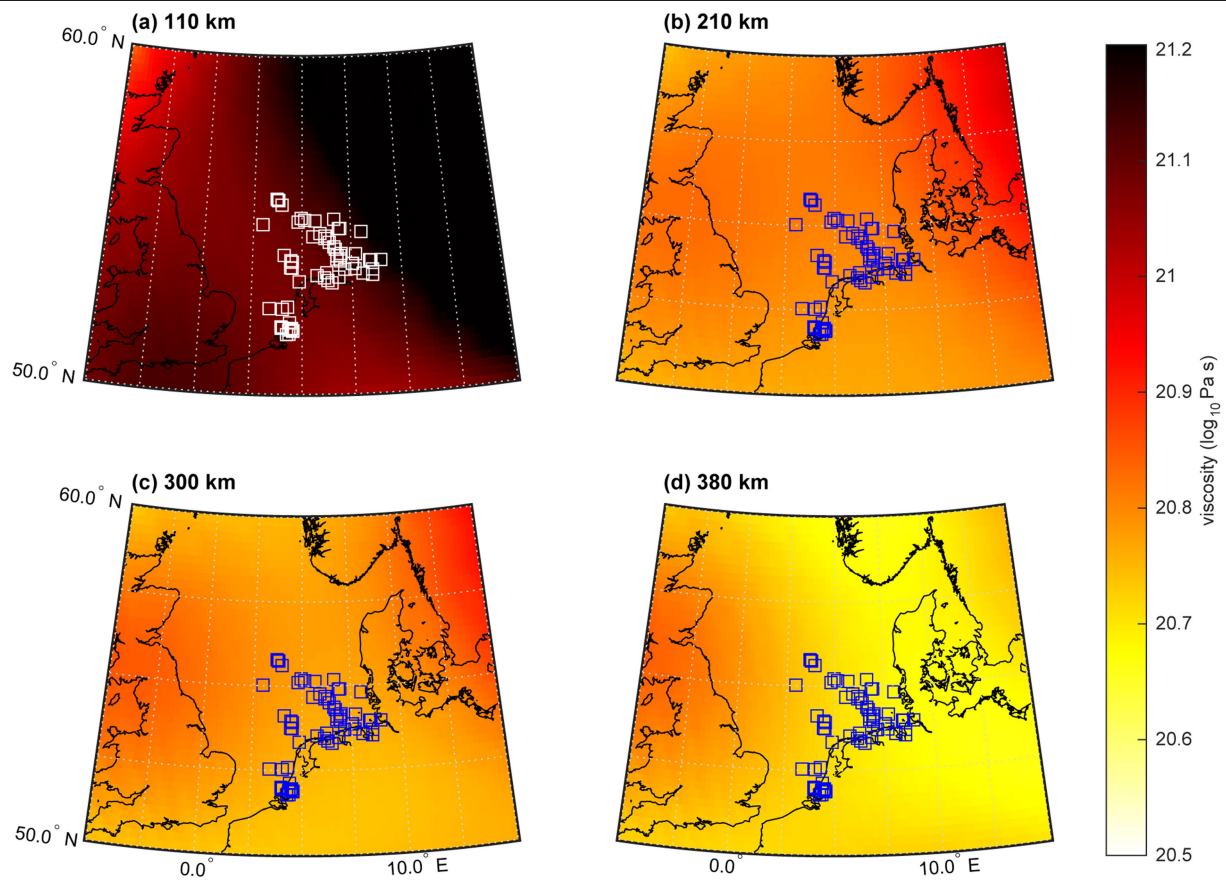 (a) 110 km
(b) 210 km
60.0° N
50.0° N
(c) 300 km
(d) 380 km
60.0° N
50.0° N
0.0°
10.0° E
0.0°
10.0° E
21.2
21.1
21
20.9
20.8
20.7
20.6
20.5
viscosity (log₁₀ Pa s)